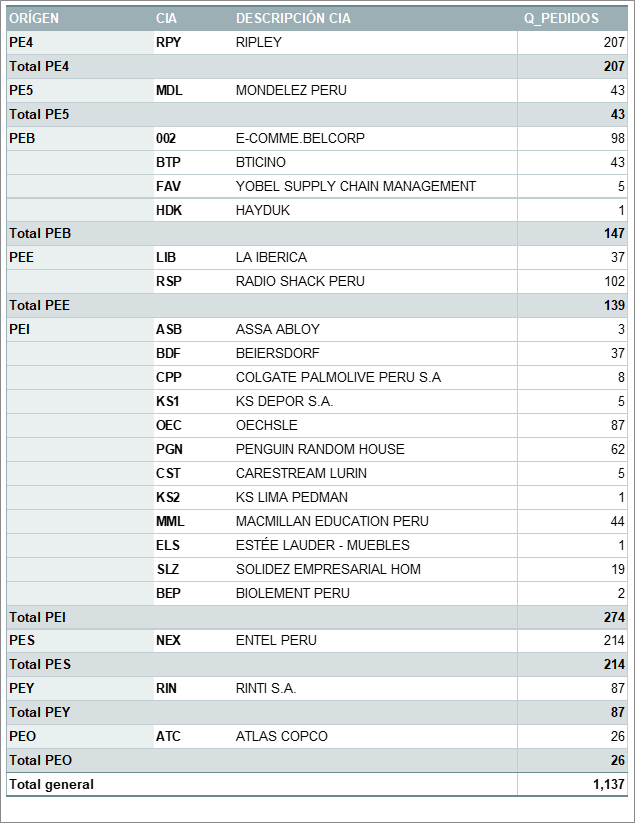 ORÍGEN CIA DESCRIPCIÓN CIA Q_PEDIDOS
PE4 RPY RIPLEY 207
Total PE4 207
PE5 MDL MONDELEZ PERU 43
Total PE5 43
PEB 002 E-COMME.BELCORP 98
BTP BTICINO 43
FAV YOBEL SUPPLY CHAIN MANAGEMENT 5
HDK HAYDUK 1
Total PEB 147
PEE LIB LA IBERICA 37
RSP RADIO SHACK PERU 102
Total PEE 139
PEI ASB ASSA ABLOY 3
BDF BEIERSDORF 37
CPP COLGATE PALMOLIVE PERU S.A 8
KS1 KS DEPOR S.A. 5
OEC OECHSLE 87
PGN PENGUIN RANDOM HOUSE 62
CST CARESTREAM LURIN 5
KS2 KS LIMA PEDMAN 1
MML MACMILLAN EDUCATION PERU 44
ELS ESTÉE LAUDER - MUEBLES 1
SLZ SOLIDEZ EMPRESARIAL HOM 19
BEP BIOLEMENT PERU 2
Total PEI 274
PES NEX ENTEL PERU 214
Total PES 214
PEY RIN RINTI S.A. 87
Total PEY 87
PEO ATC ATLAS COPCO 26
Total PEO 26
Total general 1,137